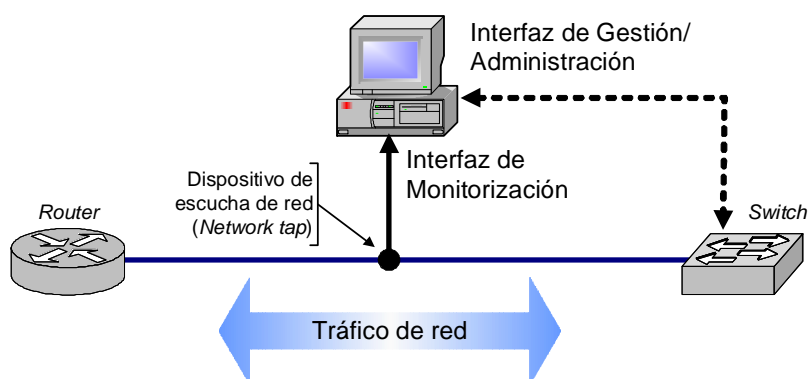 Interfaz de Gestión/
Administración
Interfaz de
Monitorización
Dispositivo de
escucha de red
(Network tap)
Router
Switch
Tráfico de red